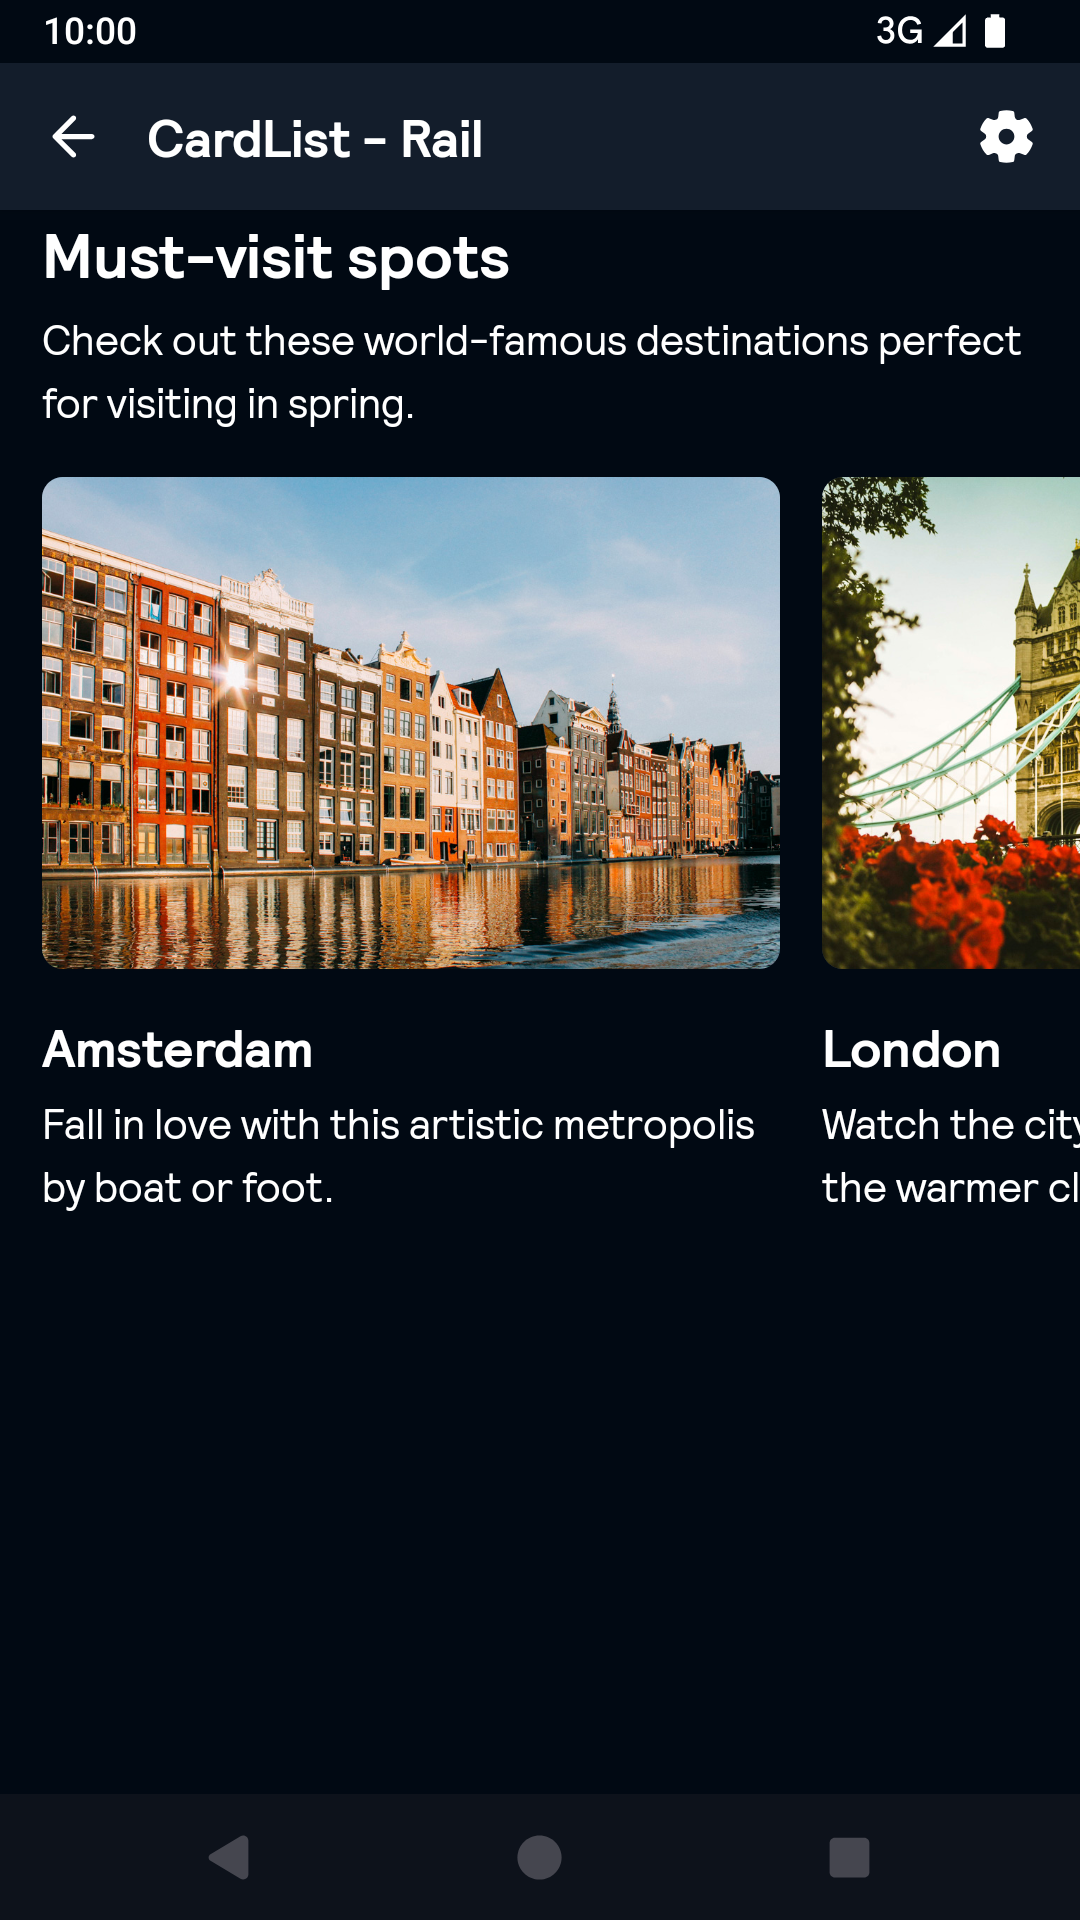 10:00
3G
CardList - Rail
Must-visit spots
Check out these world-famous destinations perfect
for visiting in spring.
Amsterdam
Fall in love with this artistic metropolis
by boat or foot.
London
Watch the city
the warmer cl